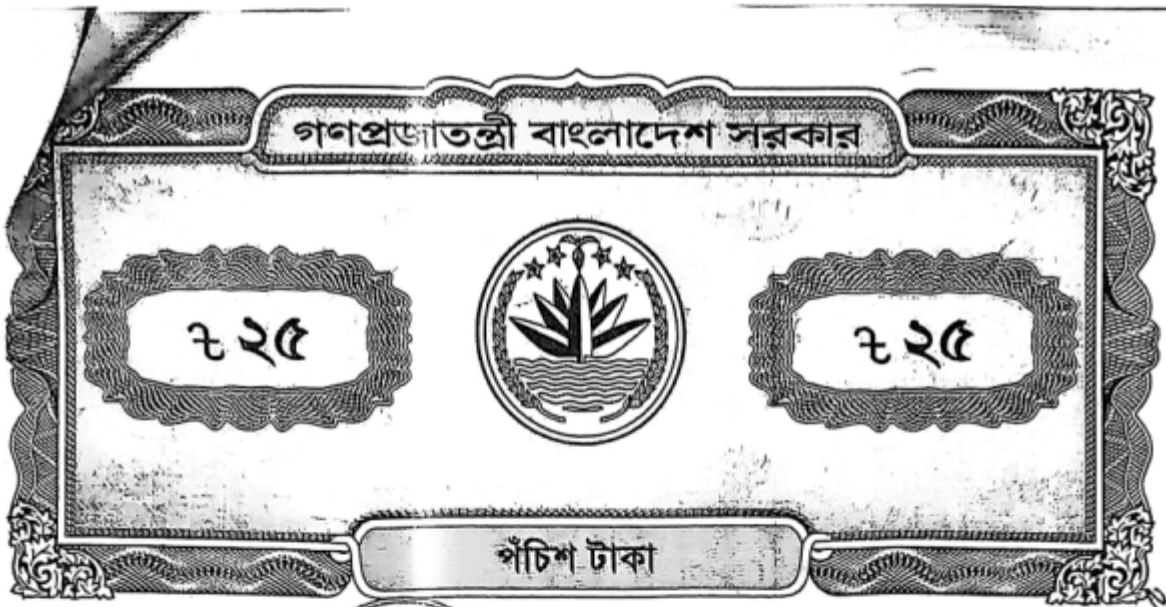 গণপ্রজাতন্ত্রী বাংলাদেশ সরকার
৳ ২৫
৳ ২৫
পঁচিশ টাকা